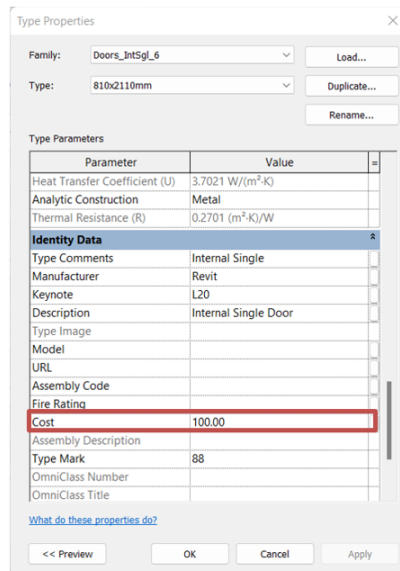 Type Properties
Family: Doors_IntSgl_6 Load...
Type: 810x2110mm Duplicate...
Rename...
Type Parameters
Parameter Value =
Heat Transfer Coefficient (U) 3.7021 W/(m²·K)
Analytic Construction Metal
Thermal Resistance (R) 0.2701 (m²·K)/W
Identity Data
Type Comments Internal Single
Manufacturer Revit
Keynote L20
Description Internal Single Door
Type Image
Model
URL
Assembly Code
Fire Rating
Cost 100.00
Assembly Description
Type Mark 88
OmniClass Number
OmniClass Title
What do these properties do?
<< Preview OK Cancel Apply